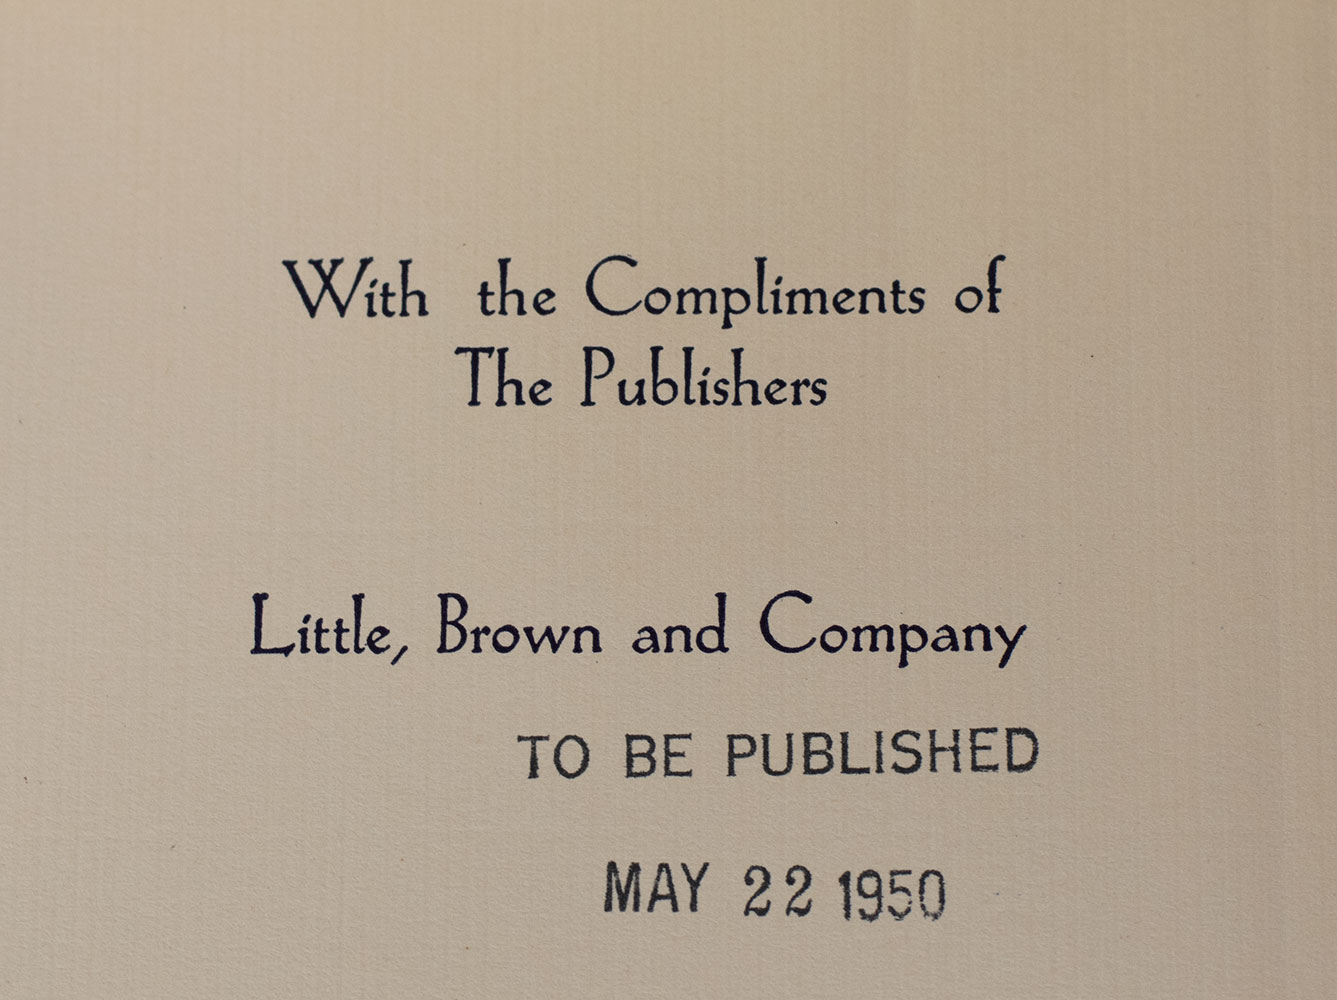 With the Compliments of
The Publishers
Little, Brown and Company
TO BE PUBLISHED
MAY 22 1950